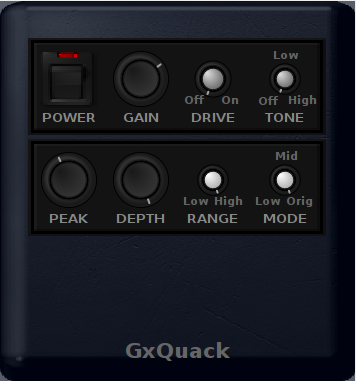 Low
Off On
Off High
POWER GAIN DRIVE TONE
Mid
Low High Low Orig
PEAK DEPTH RANGE MODE
GxQuack